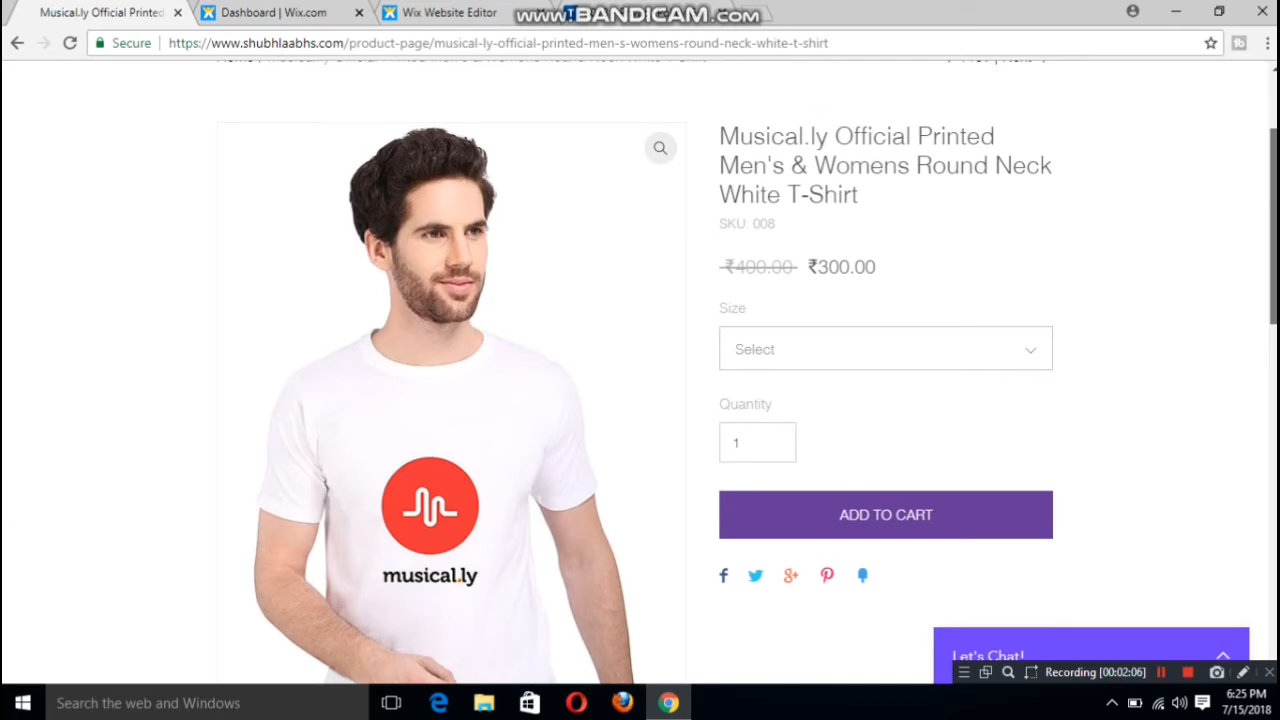 Musical.ly Official Printed
Dashboard | Wix.com
Wix Website Editor
www.BANDICAM.com
Secure
https://www.shubhlaabhs.com/product-page/musical-ly-official-printed-men-s-womens-round-neck-white-t-shirt
Musical.ly Official Printed
Men's & Womens Round Neck
White T-Shirt
SKU: 008
₹400.00 ₹300.00
Size
Select
Quantity
1
ADD TO CART
musical.ly
Let's Chat!
Recording [00:02:06]
Search the web and Windows
6:25 PM
7/15/2018